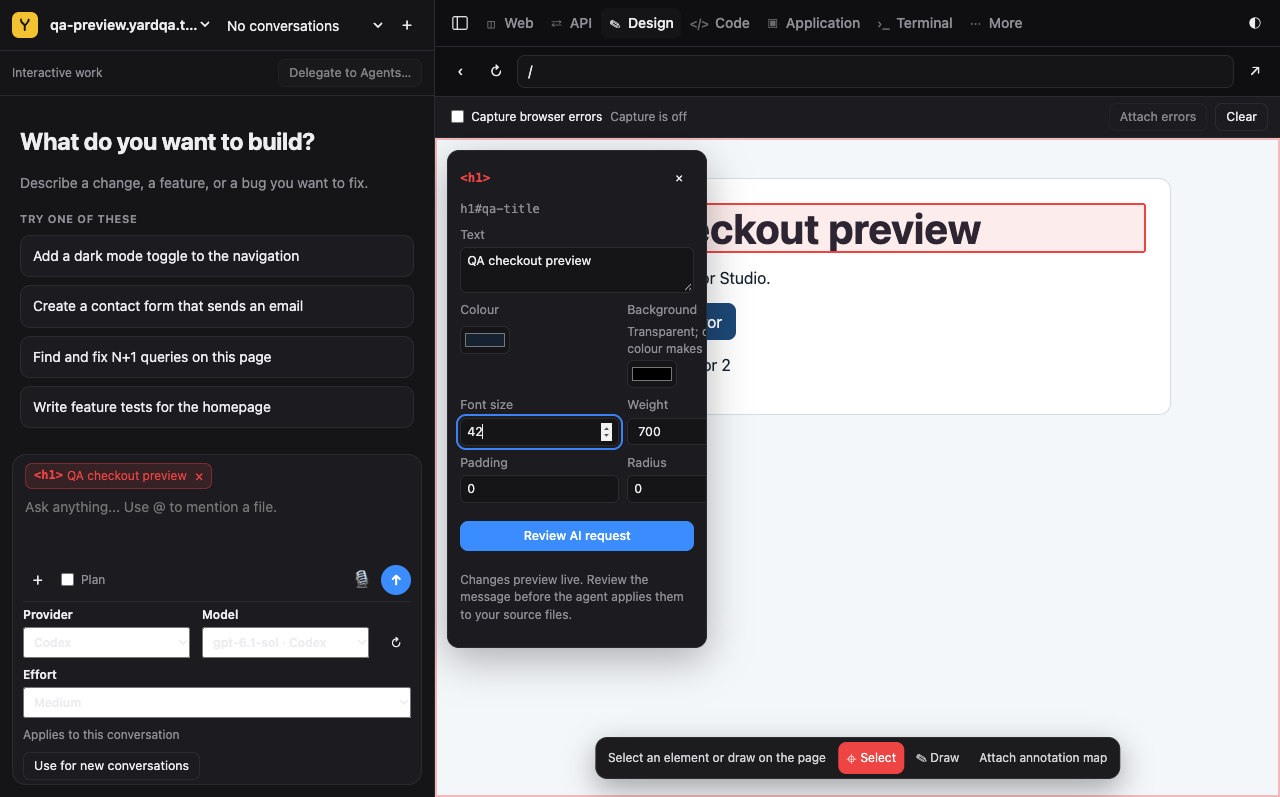 Y
qa-preview.yardqa.t...
No conversations
+
Interactive work
Delegate to Agents...
What do you want to build?
Describe a change, a feature, or a bug you want to fix.
TRY ONE OF THESE
Add a dark mode toggle to the navigation
Create a contact form that sends an email
Find and fix N+1 queries on this page
Write feature tests for the homepage
<h1> QA checkout preview ×
Ask anything... Use @ to mention a file.
+ Plan
Provider
Model
Codex
gpt-6.1-sol · Codex
Effort
Medium
Applies to this conversation
Use for new conversations
Web
API
Design
</> Code
Application
>_ Terminal
... More
/
Capture browser errors
Capture is off
Attach errors
Clear
<h1> ×
h1#qa-title
Text
QA checkout preview
Colour
Background
Transparent;
colour makes
Font size
Weight
42
700
Padding
Radius
0
0
Review AI request
Changes preview live. Review the
message before the agent applies them
to your source files.
eckout preview
or Studio.
or
or 2
Select an element or draw on the page
Select
Draw
Attach annotation map